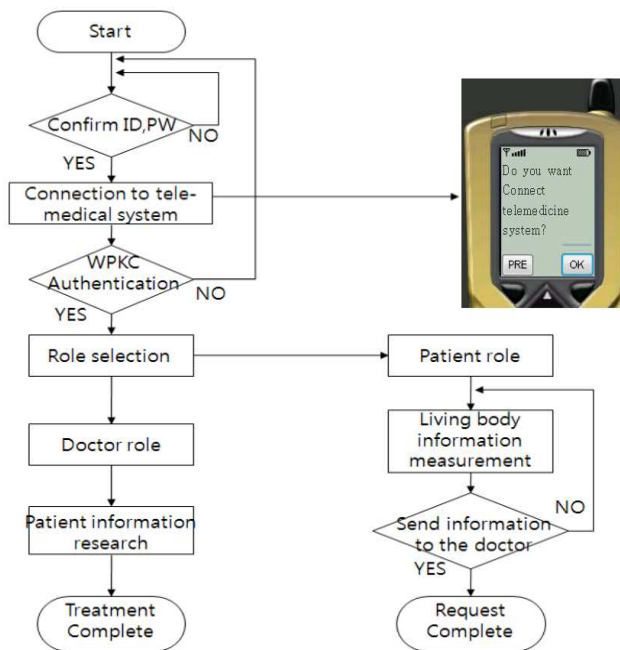 Start
Confirm ID,PW
NO
YES
Connection to tele-
medical system
Do you want
Connect
telemedicine
system?
PRE
OK
WPKC
Authentication
NO
YES
Role selection
Patient role
Living body
information
measurement
Doctor role
Patient information
research
NO
Send information
to the doctor
YES
Treatment
Complete
Request
Complete